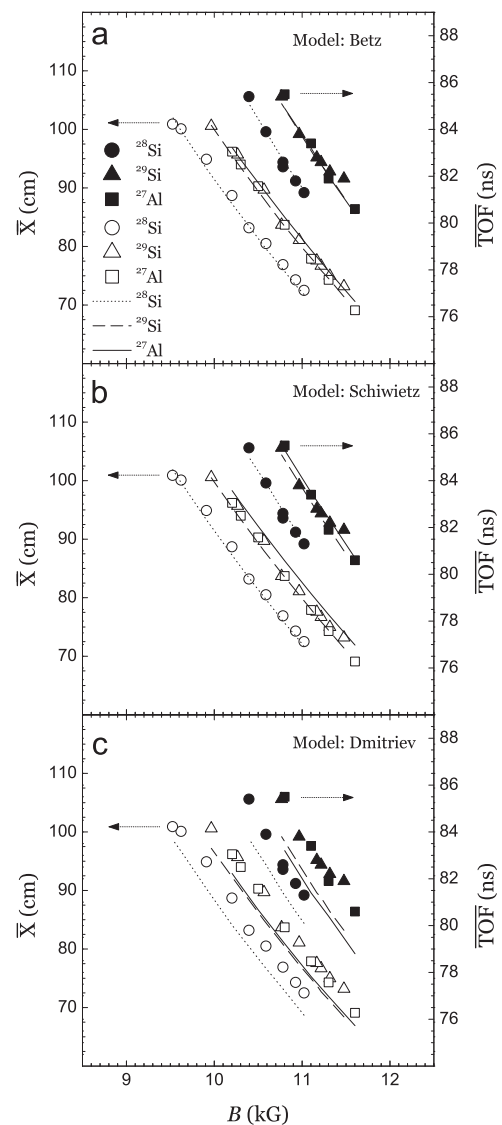 a
Model: Betz
X̅ (cm)
110
100
90
80
70
T̅O̅F̅ (ns)
88
86
84
82
80
78
76
²⁸Si
²⁹Si
²⁷Al
²⁸Si
²⁹Si
²⁷Al
²⁸Si
²⁹Si
²⁷Al
b
Model: Schiwietz
X̅ (cm)
110
100
90
80
70
T̅O̅F̅ (ns)
88
86
84
82
80
78
76
c
Model: Dmitriev
X̅ (cm)
110
100
90
80
70
T̅O̅F̅ (ns)
88
86
84
82
80
78
76
9
10
11
12
B (kG)